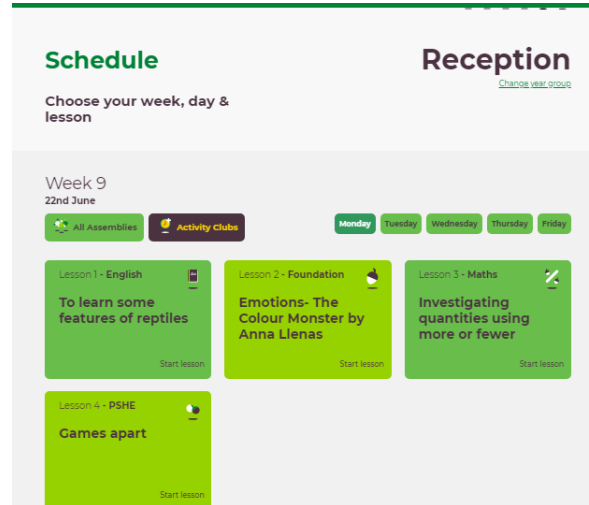 Schedule
Reception
Change year group
Choose your week, day &
lesson
Week 9
22nd June
All Assemblies
Activity Clubs
Monday
Tuesday
Wednesday
Thursday
Friday
Lesson 1 - English
To learn some
features of reptiles
Start lesson
Lesson 2 - Foundation
Emotions- The
Colour Monster by
Anna Llenas
Start lesson
Lesson 3 - Maths
Investigating
quantities using
more or fewer
Start lesson
Lesson 4 - PSHE
Games apart
Start lesson